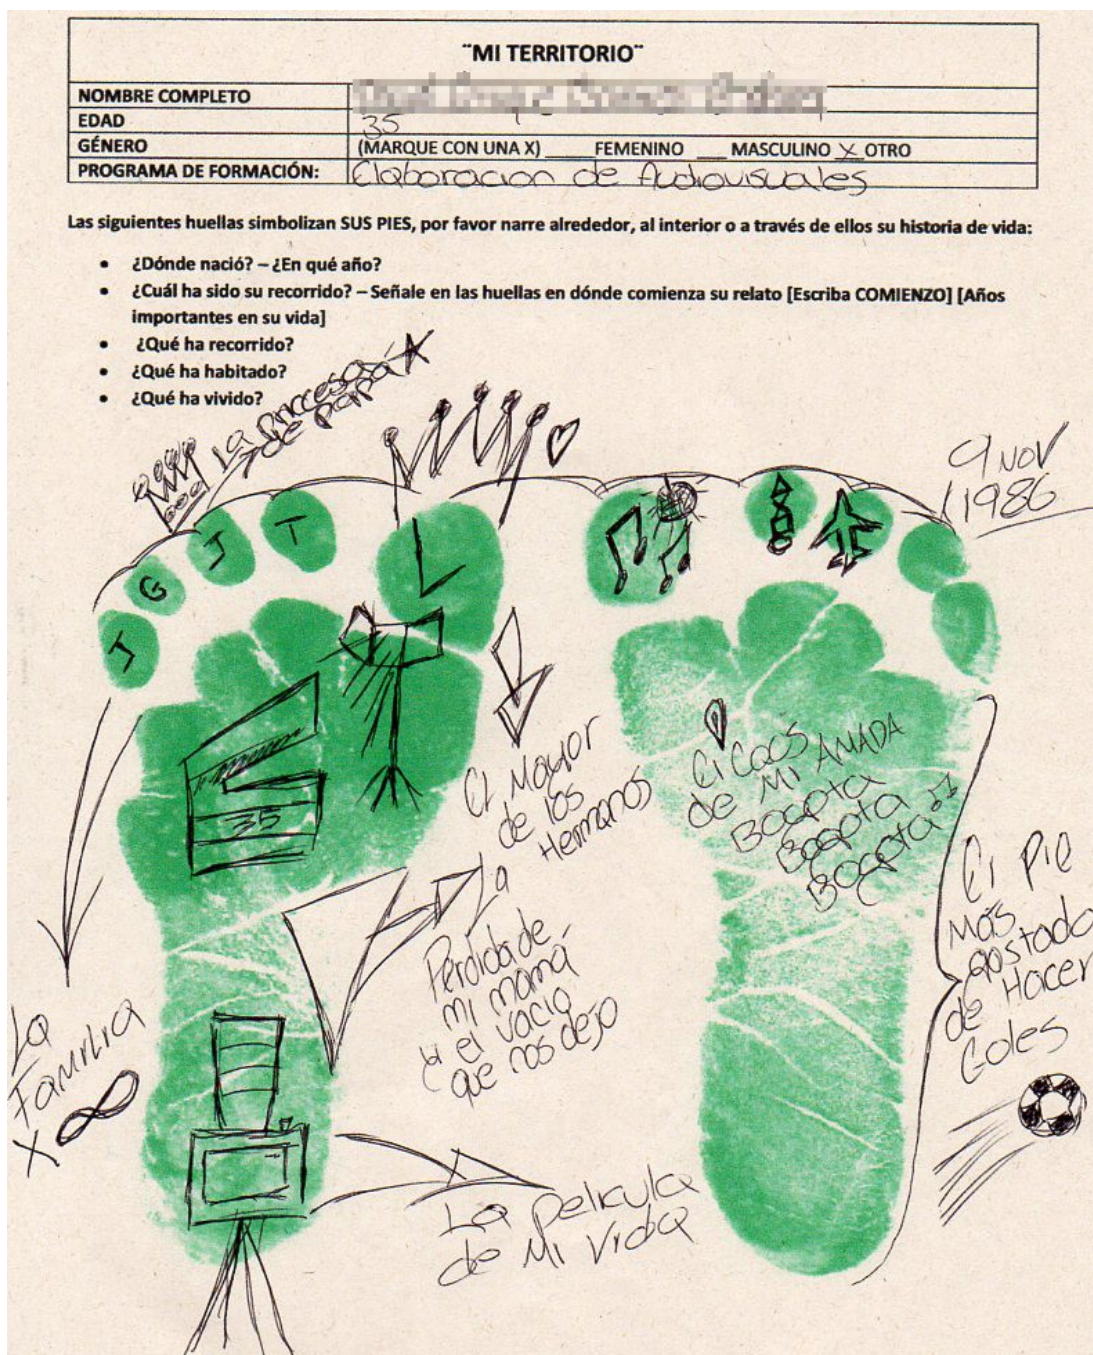 ¨MI TERRITORIO¨
NOMBRE COMPLETO
EDAD 35
GÉNERO (MARQUE CON UNA X) ____ FEMENINO ___ MASCULINO X OTRO
PROGRAMA DE FORMACIÓN: Elaboracion de Audiovisuales
Las siguientes huellas simbolizan SUS PIES, por favor narre alrededor, al interior o a través de ellos su historia de vida:
• ¿Dónde nació? – ¿En qué año?
• ¿Cuál ha sido su recorrido? – Señale en las huellas en dónde comienza su relato [Escriba COMIENZO] [Años
importantes en su vida]
• ¿Qué ha recorrido?
• ¿Qué ha habitado?
• ¿Qué ha vivido?
la princesa
de papá
9 NOV
1986
J G J T L
35
El Mayor
de los
Hermanos
El Caos
de Mi AMADA
Bogota
Bogota
Bogota
La
Perdida de
mi mamá
y el vacio
que nos dejo
El Pie
Más
gostado
de Hacer
Goles
La
Familia
X ∞
La Pelicula
de Mi Vida